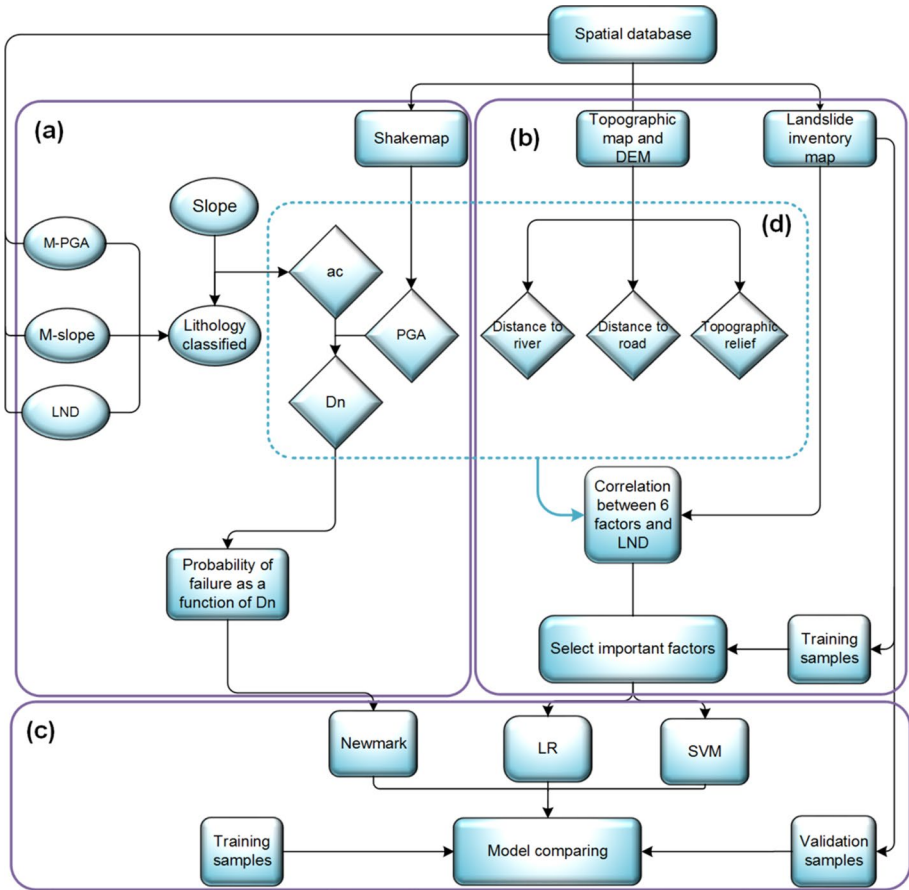 Spatial database
(a)
Shakemap
(b)
Topographic
map and
DEM
Landslide
inventory
map
Slope
(d)
M-PGA
ac
M-slope
Lithology
classified
PGA
Distance to
river
Distance to
road
Topographic
relief
LND
Dn
Correlation
between 6
factors and
LND
Probability of
failure as a
function of Dn
Select important factors
Training
samples
(c)
Newmark
LR
SVM
Training
samples
Model comparing
Validation
samples